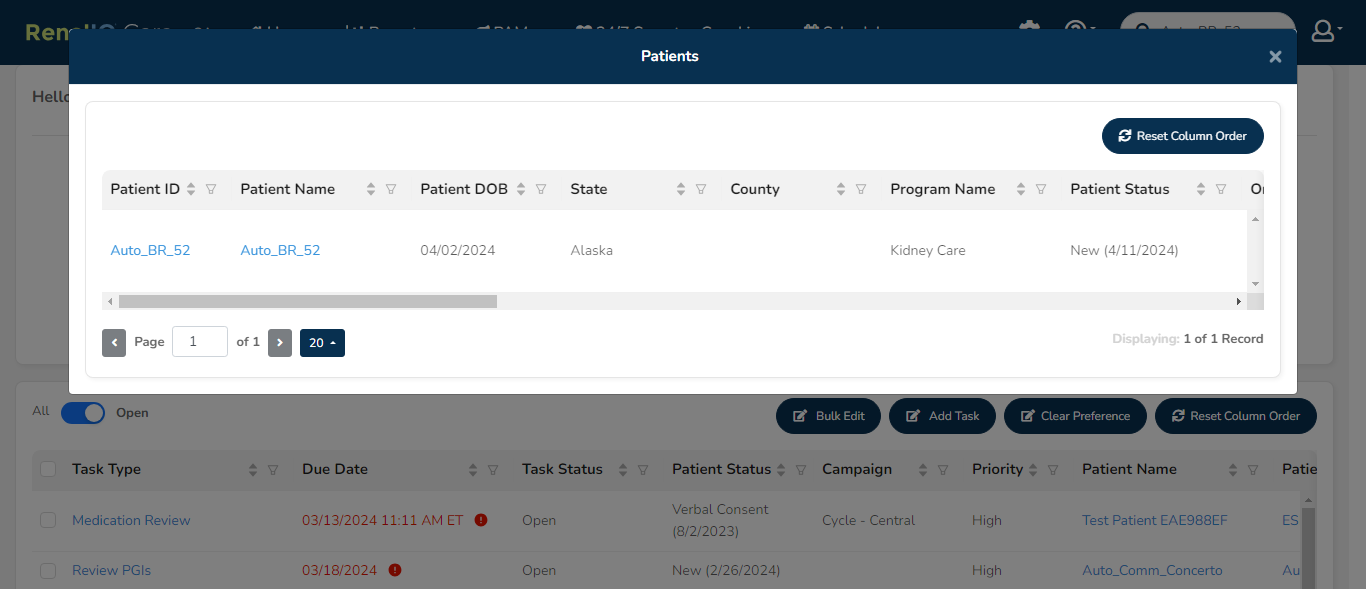 Patients
Hello
Reset Column Order
Patient ID Patient Name Patient DOB State County Program Name Patient Status
Auto_BR_52 Auto_BR_52 04/02/2024 Alaska Kidney Care New (4/11/2024)
Page 1 of 1 20 Displaying: 1 of 1 Record
All Open Bulk Edit Add Task Clear Preference Reset Column Order
Task Type Due Date Task Status Patient Status Campaign Priority Patient Name Patie
Medication Review 03/13/2024 11:11 AM ET Open Verbal Consent (8/2/2023) Cycle - Central High Test Patient EAE988EF ES
Review PGIs 03/18/2024 Open New (2/26/2024) High Auto_Comm_Concerto Au